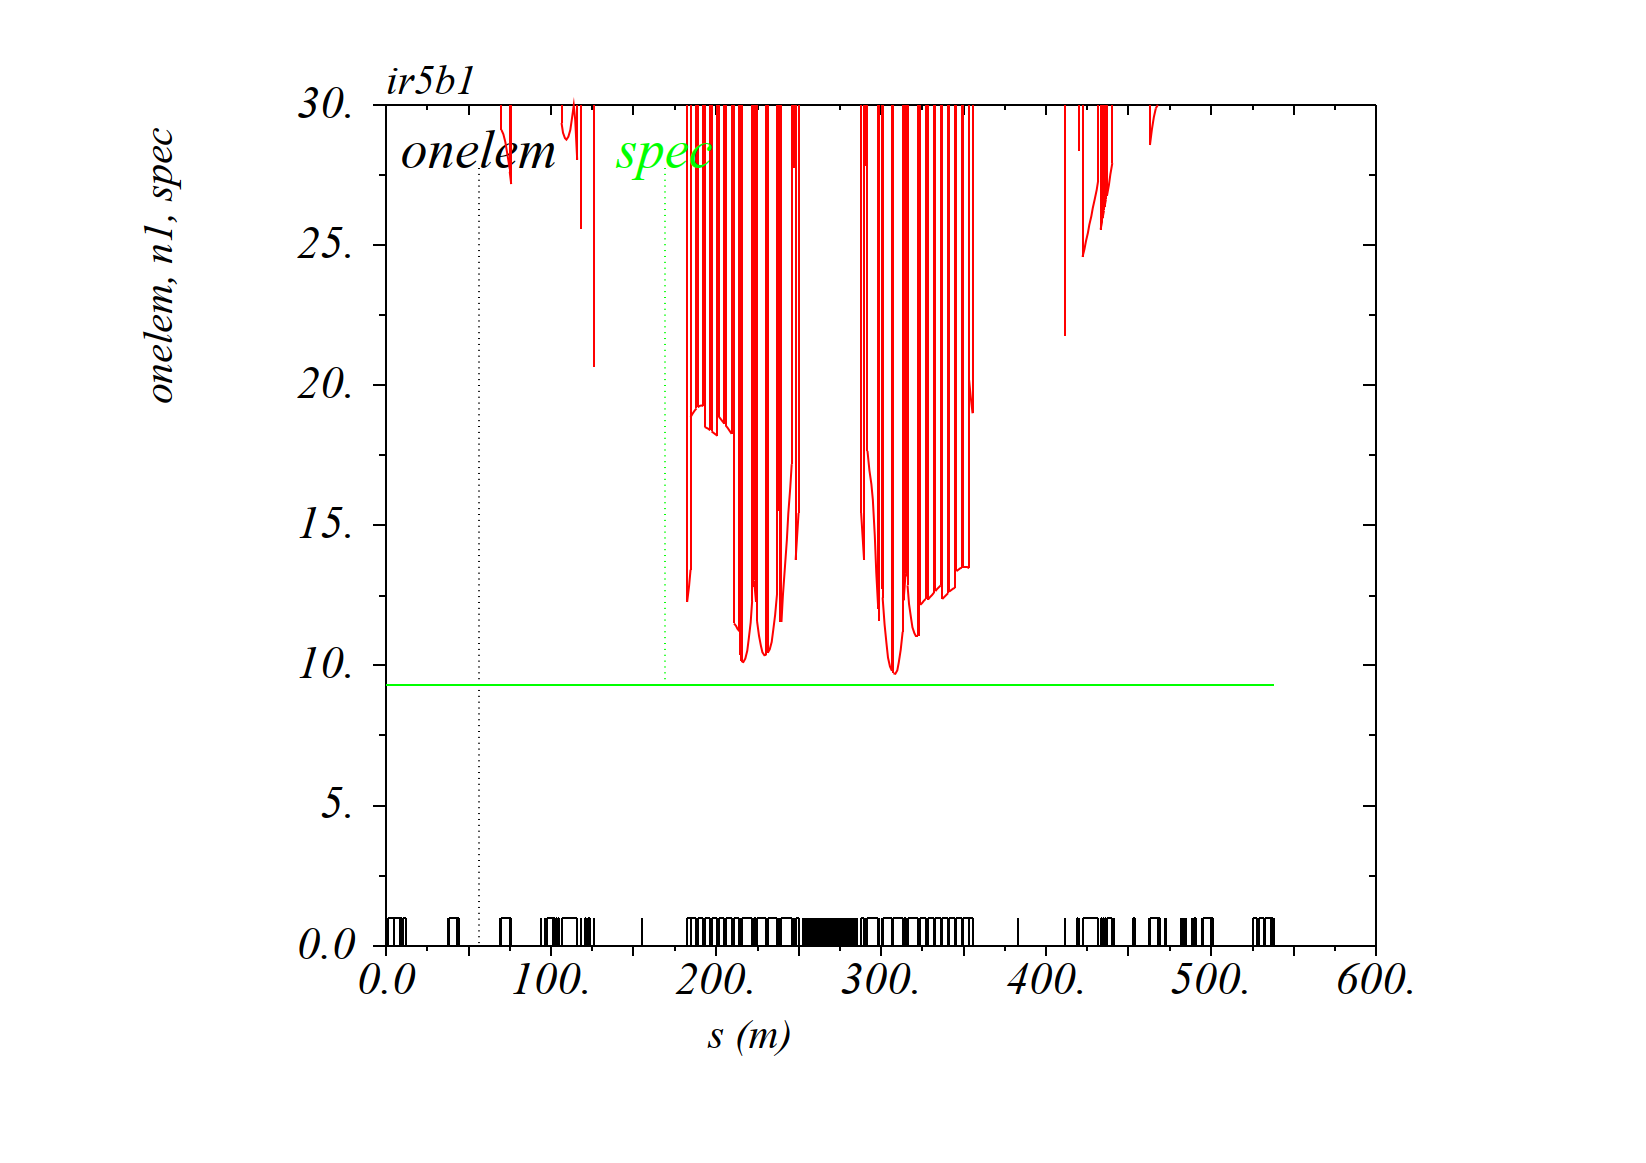 ir5b1
30.
onelem spec
25.
20.
15.
10.
5.
0.0
onelem, n1, spec
0.0 100. 200. 300. 400. 500. 600.
s (m)